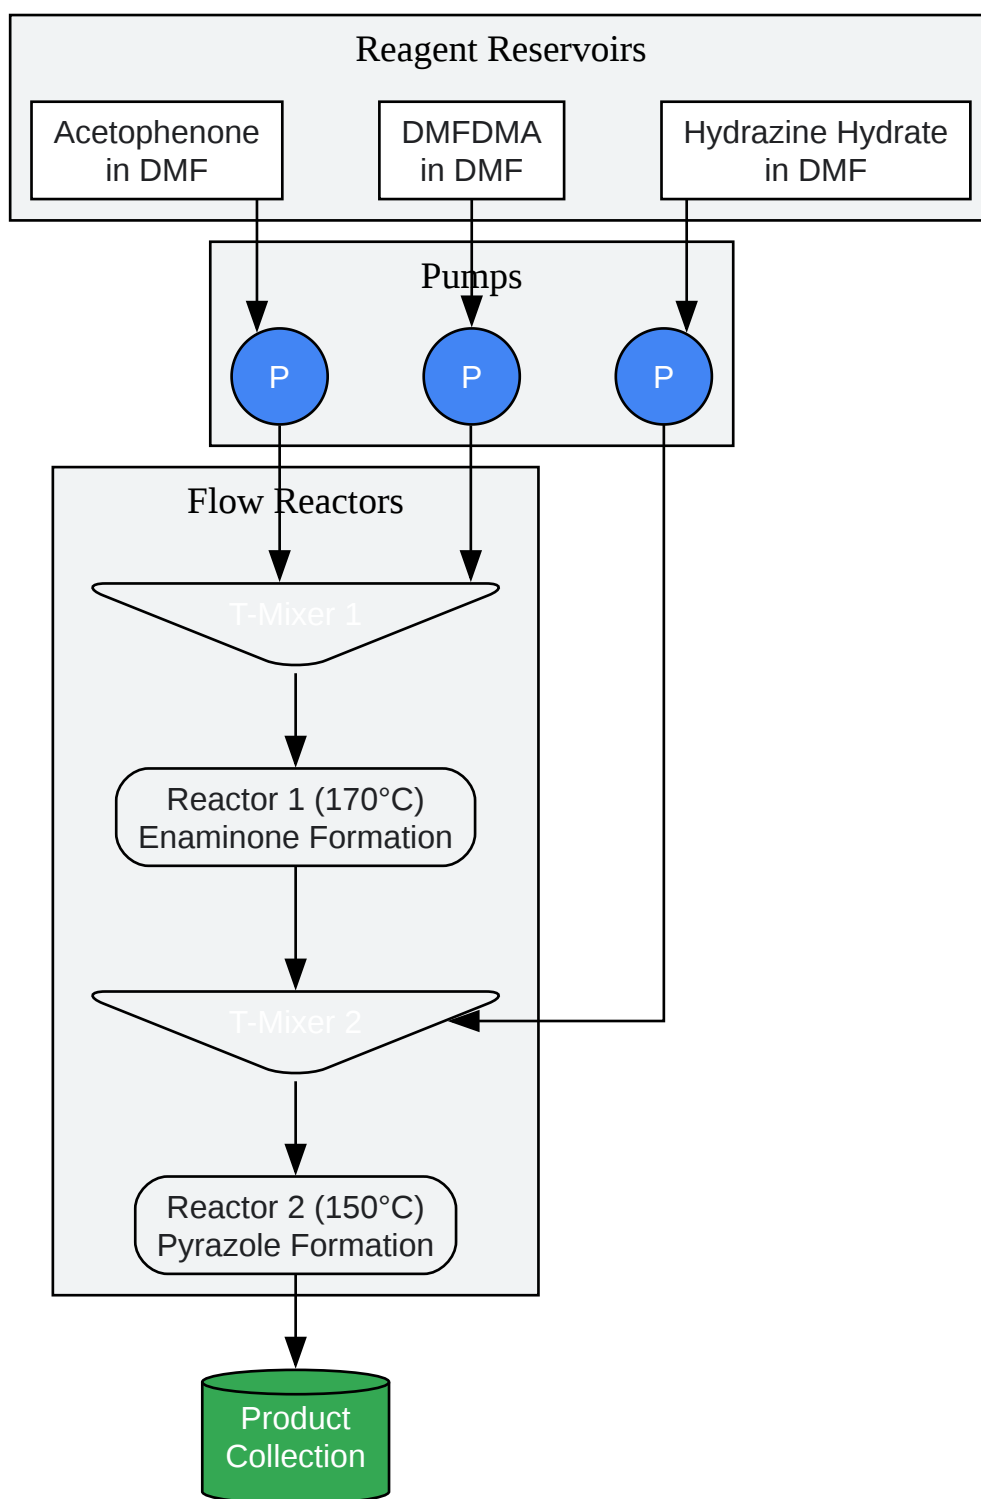 Reagent Reservoirs
Acetophenone
in DMF
DMFDMA
in DMF
Hydrazine Hydrate
in DMF
Pumps
P
P
P
Flow Reactors
T-Mixer 1
Reactor 1 (170°C)
Enaminone Formation
T-Mixer 2
Reactor 2 (150°C)
Pyrazole Formation
Product
Collection